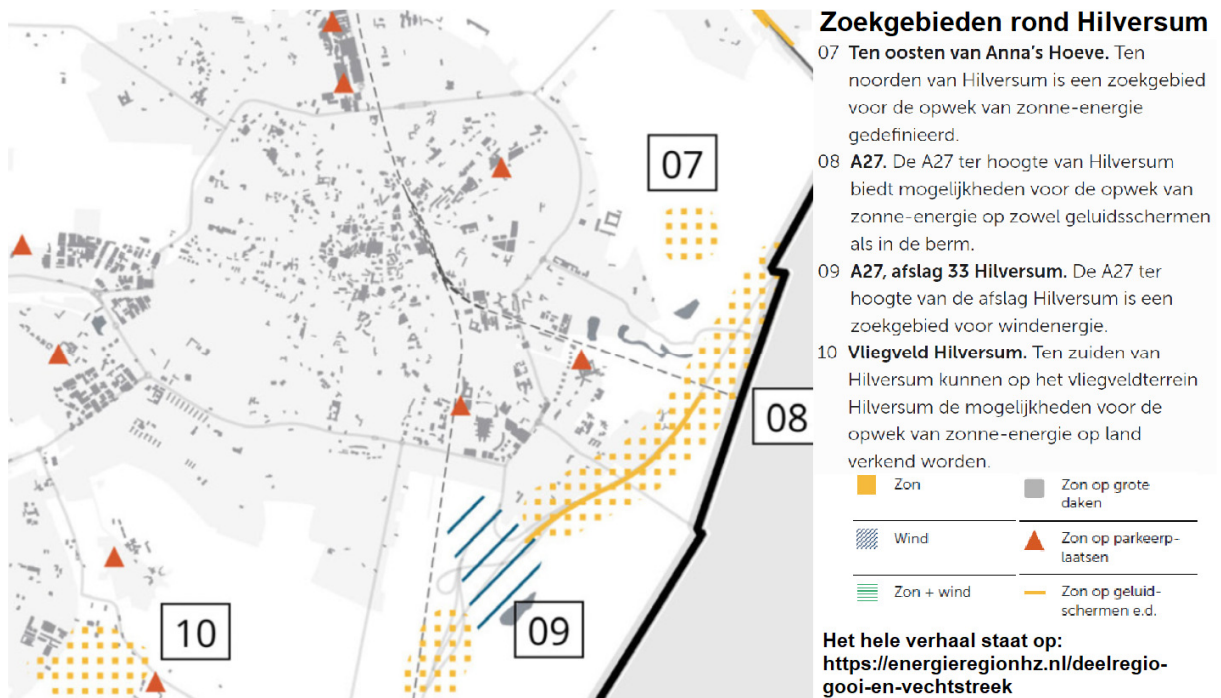 Zoekgebieden rond Hilversum
07 Ten oosten van Anna's Hoeve. Ten
noorden van Hilversum is een zoekgebied
voor de opwek van zonne-energie
gedefinieerd.
08 A27. De A27 ter hoogte van Hilversum
biedt mogelijkheden voor de opwek van
zonne-energie op zowel geluidsschermen
als in de berm.
09 A27, afslag 33 Hilversum. De A27 ter
hoogte van de afslag Hilversum is een
zoekgebied voor windenergie.
10 Vliegveld Hilversum. Ten zuiden van
Hilversum kunnen op het vliegveldterrein
Hilversum de mogelijkheden voor de
opwek van zonne-energie op land
verkend worden.
Zon
Zon op grote
daken
Wind
Zon op parkeerp-
laatsen
Zon + wind
Zon op geluid-
schermen e.d.
Het hele verhaal staat op:
https://energieregionhz.nl/deelregio-
gooi-en-vechtstreek
07
08
09
10